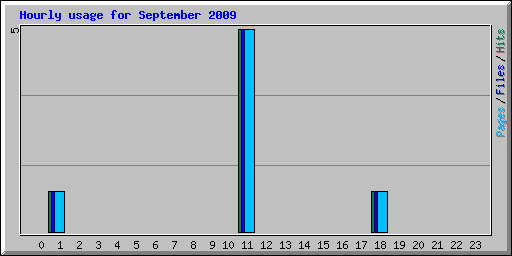 Hourly usage for September 2009
5
Pages/Files/Hits
0 1 2 3 4 5 6 7 8 9 10 11 12 13 14 15 16 17 18 19 20 21 22 23